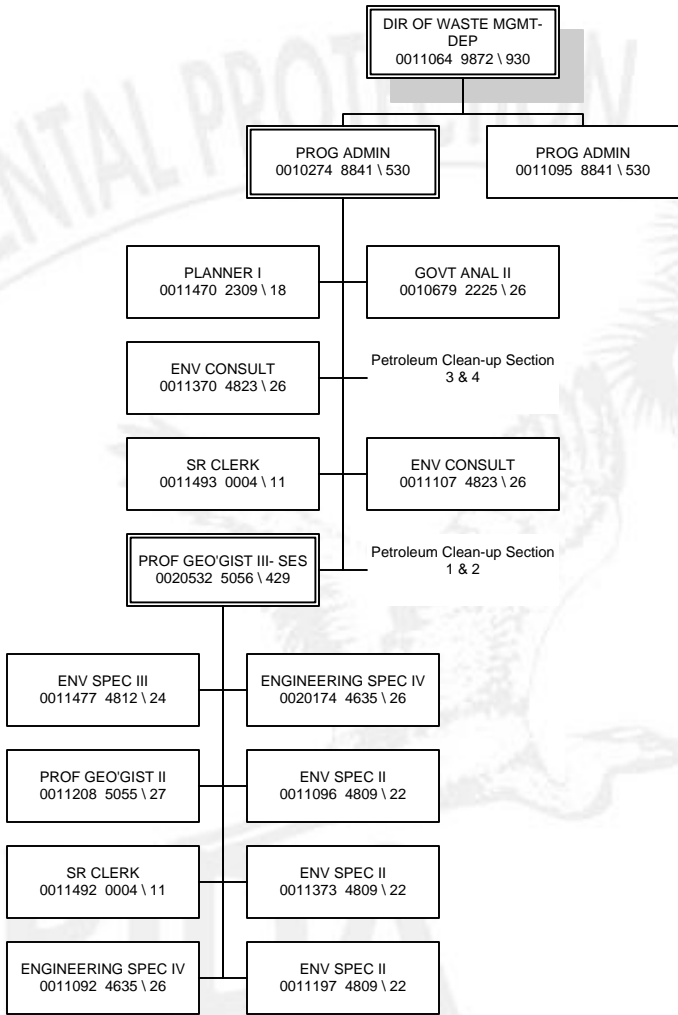 DIR OF WASTE MGMT-
DEP
0011064 9872 \ 930
PROG ADMIN
0010274 8841 \ 530
PROG ADMIN
0011095 8841 \ 530
PLANNER I
0011470 2309 \ 18
GOVT ANAL II
0010679 2225 \ 26
ENV CONSULT
0011370 4823 \ 26
Petroleum Clean-up Section
3 & 4
SR CLERK
0011493 0004 \ 11
ENV CONSULT
0011107 4823 \ 26
PROF GEO'GIST III- SES
0020532 5056 \ 429
Petroleum Clean-up Section
1 & 2
ENV SPEC III
0011477 4812 \ 24
ENGINEERING SPEC IV
0020174 4635 \ 26
PROF GEO'GIST II
0011208 5055 \ 27
ENV SPEC II
0011096 4809 \ 22
SR CLERK
0011492 0004 \ 11
ENV SPEC II
0011373 4809 \ 22
ENGINEERING SPEC IV
0011092 4635 \ 26
ENV SPEC II
0011197 4809 \ 22